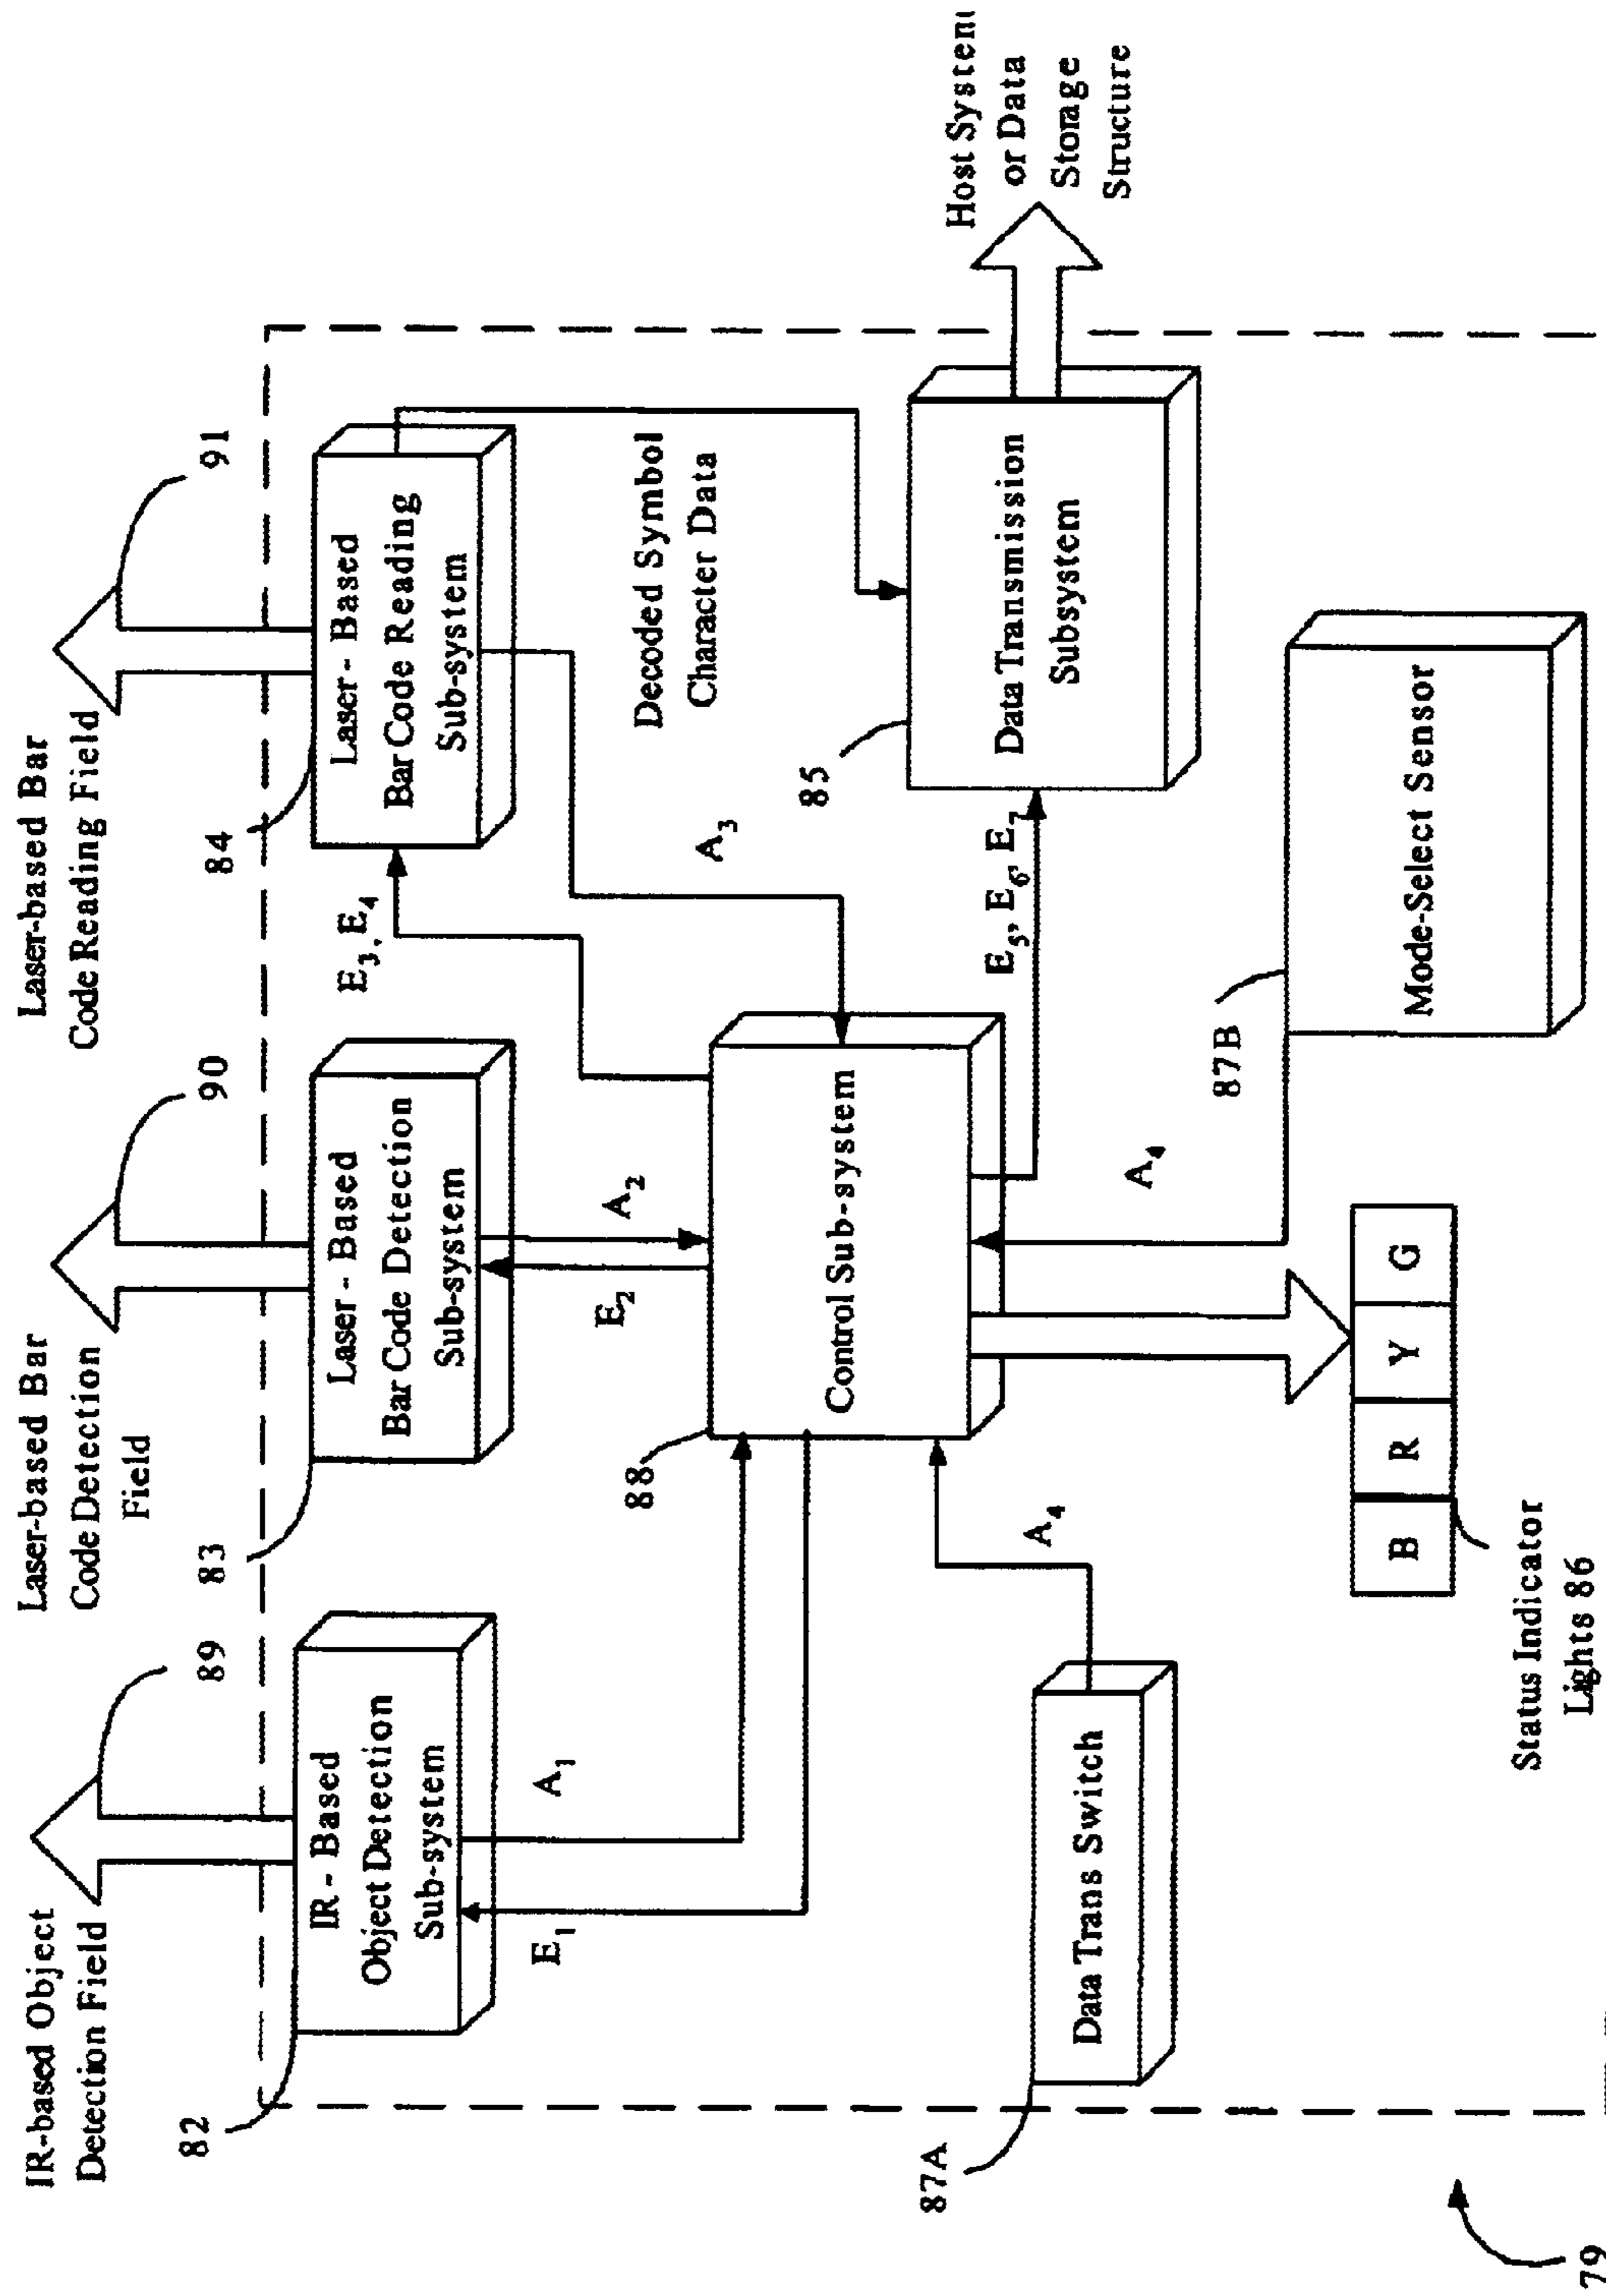 IR-based Object
Detection Field
89
82
IR - Based
Object Detection
Sub-system
E1
A1
Laser-based Bar
Code Detection
Field
90
83
Laser - Based
Bar Code Detection
Sub-system
E2
A2
Laser-based Bar
Code Reading Field
91
84
Laser - Based
Bar Code Reading
Sub-system
E3, E4
A3
Decoded Symbol
Character Data
88
Control Sub-system
85
Data Transmission
Subsystem
E5, E6, E7
Host System
or Data
Storage
Structure
87A
Data Trans Switch
A4
A4
87B
Mode-Select Sensor
B R Y G
Status Indicator
Lights 86
79